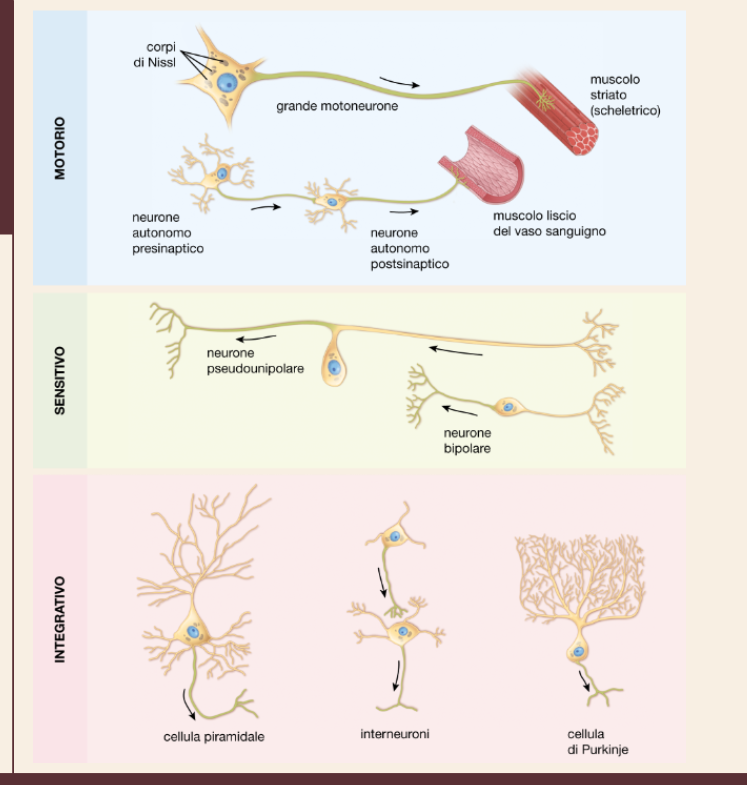 MOTORIO
corpi
di Nissl
grande motoneurone
muscolo
striato
(scheletrico)
neurone
autonomo
presinaptico
neurone
autonomo
postsinaptico
muscolo liscio
del vaso sanguigno
SENSITIVO
neurone
pseudounipolare
neurone
bipolare
INTEGRATIVO
cellula piramidale
interneuroni
cellula
di Purkinje